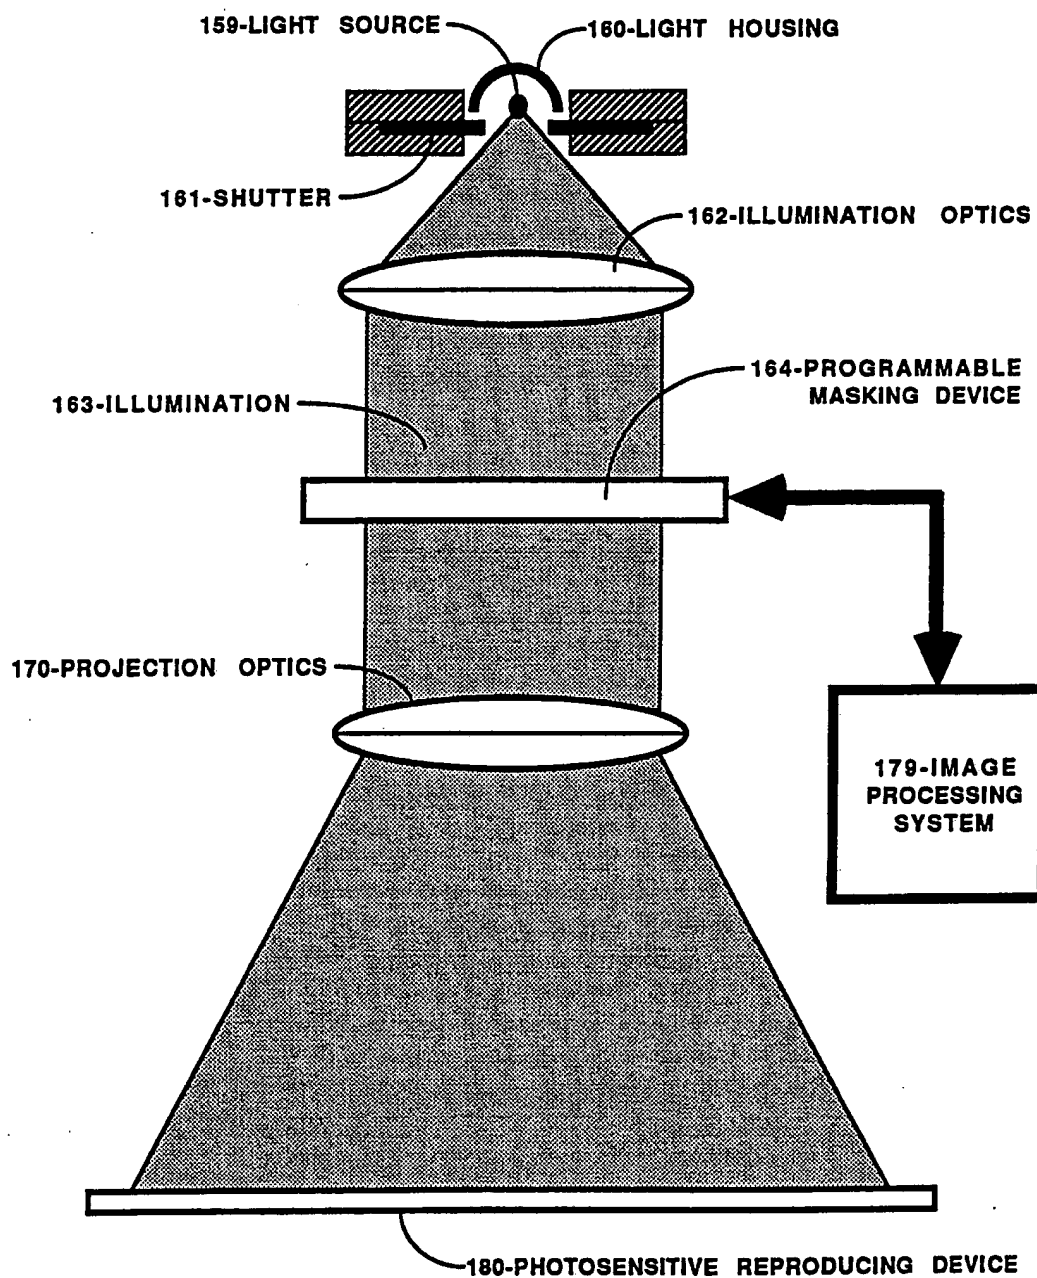 159-LIGHT SOURCE
160-LIGHT HOUSING
161-SHUTTER
162-ILLUMINATION OPTICS
164-PROGRAMMABLE
MASKING DEVICE
163-ILLUMINATION
170-PROJECTION OPTICS
179-IMAGE
PROCESSING
SYSTEM
180-PHOTOSENSITIVE REPRODUCING DEVICE